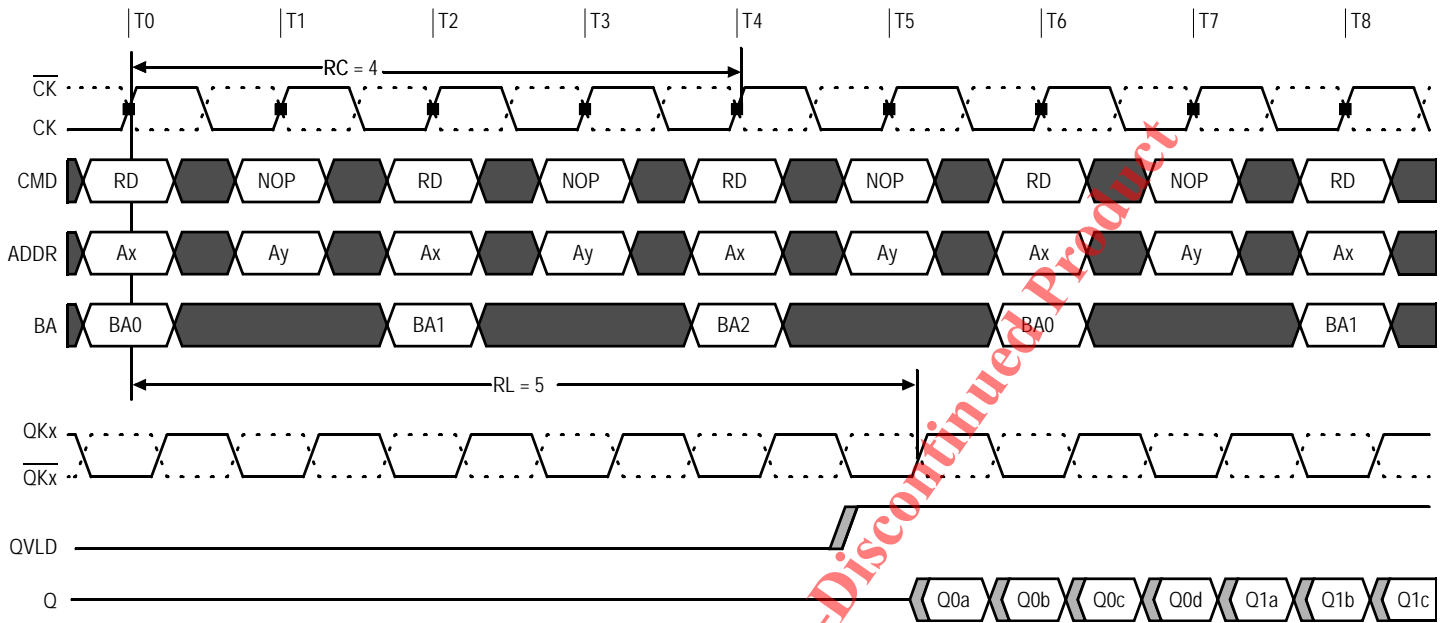 T0 T1 T2 T3 T4 T5 T6 T7 T8
RC = 4
CK
CK
CMD RD NOP RD NOP RD NOP RD NOP RD
ADDR Ax Ay Ax Ay Ax Ay Ax Ay Ax
BA BA0 BA1 BA2 BA0 BA1
RL = 5
QKx
QKx
QVLD
Q Q0a Q0b Q0c Q0d Q1a Q1b Q1c
-Discontinued Product